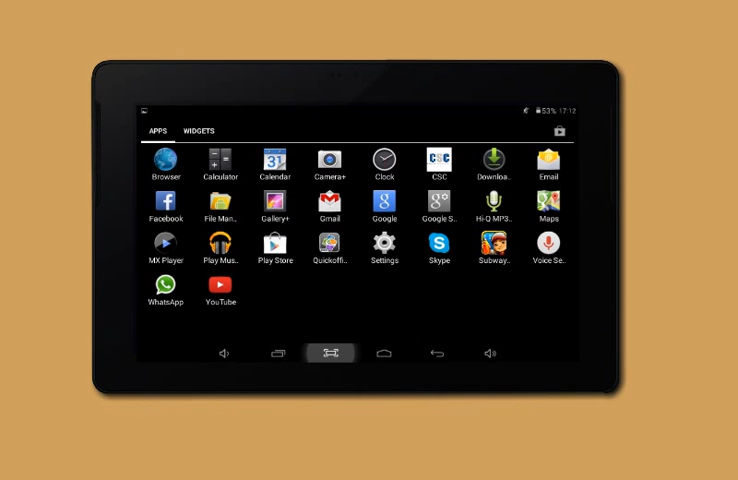 53% 17:12
APPS WIDGETS
31 CSC
Browser Calculator Calendar Camera+ Clock CSC Downloa.. Email
Facebook File Man.. Gallery+ Gmail Google Google S.. Hi-Q MP3.. Maps
MX Player Play Mus.. Play Store Quickoffi.. Settings Skype Subway.. Voice Se..
WhatsApp YouTube